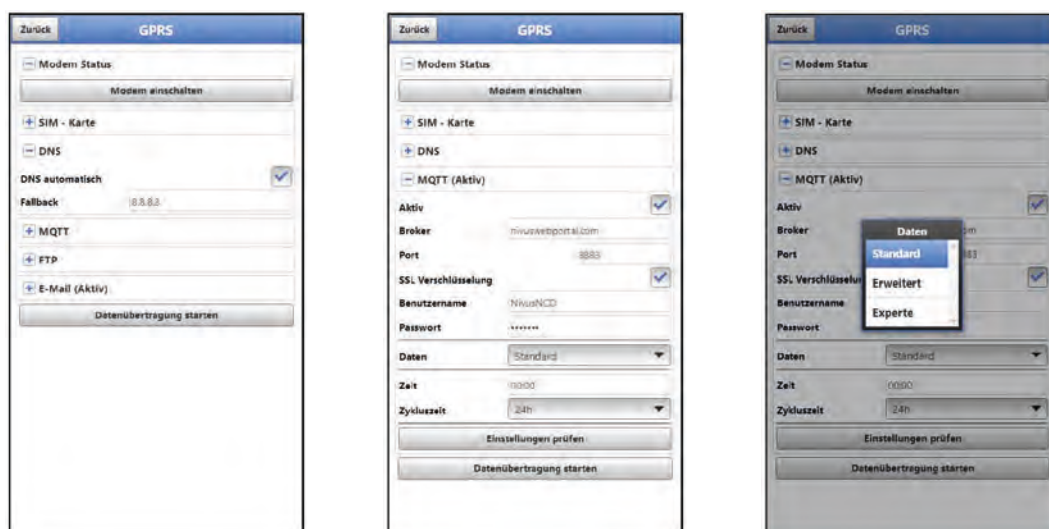 Zurück GPRS
Modem Status
Modem einschalten
SIM - Karte
DNS
DNS automatisch
Fallback 8.8.8.8
MQTT
FTP
E-Mail (Aktiv)
Datenübertragung starten
Zurück GPRS
Modem Status
Modem einschalten
SIM - Karte
DNS
MQTT (Aktiv)
Aktiv
Broker nivuswebportal.com
Port 8883
SSL Verschlüsselung
Benutzername NivusNCD
Passwort •••••••
Daten Standard
Zeit 00:00
Zykluszeit 24h
Einstellungen prüfen
Datenübertragung starten
Zurück GPRS
Modem Status
Modem einschalten
SIM - Karte
DNS
MQTT (Aktiv)
Aktiv
Broker om
Port 883
SSL Verschlüsselu
Benutzername
Passwort
Daten
Standard
Erweitert
Experte
Daten Standard
Zeit 00:00
Zykluszeit 24h
Einstellungen prüfen
Datenübertragung starten